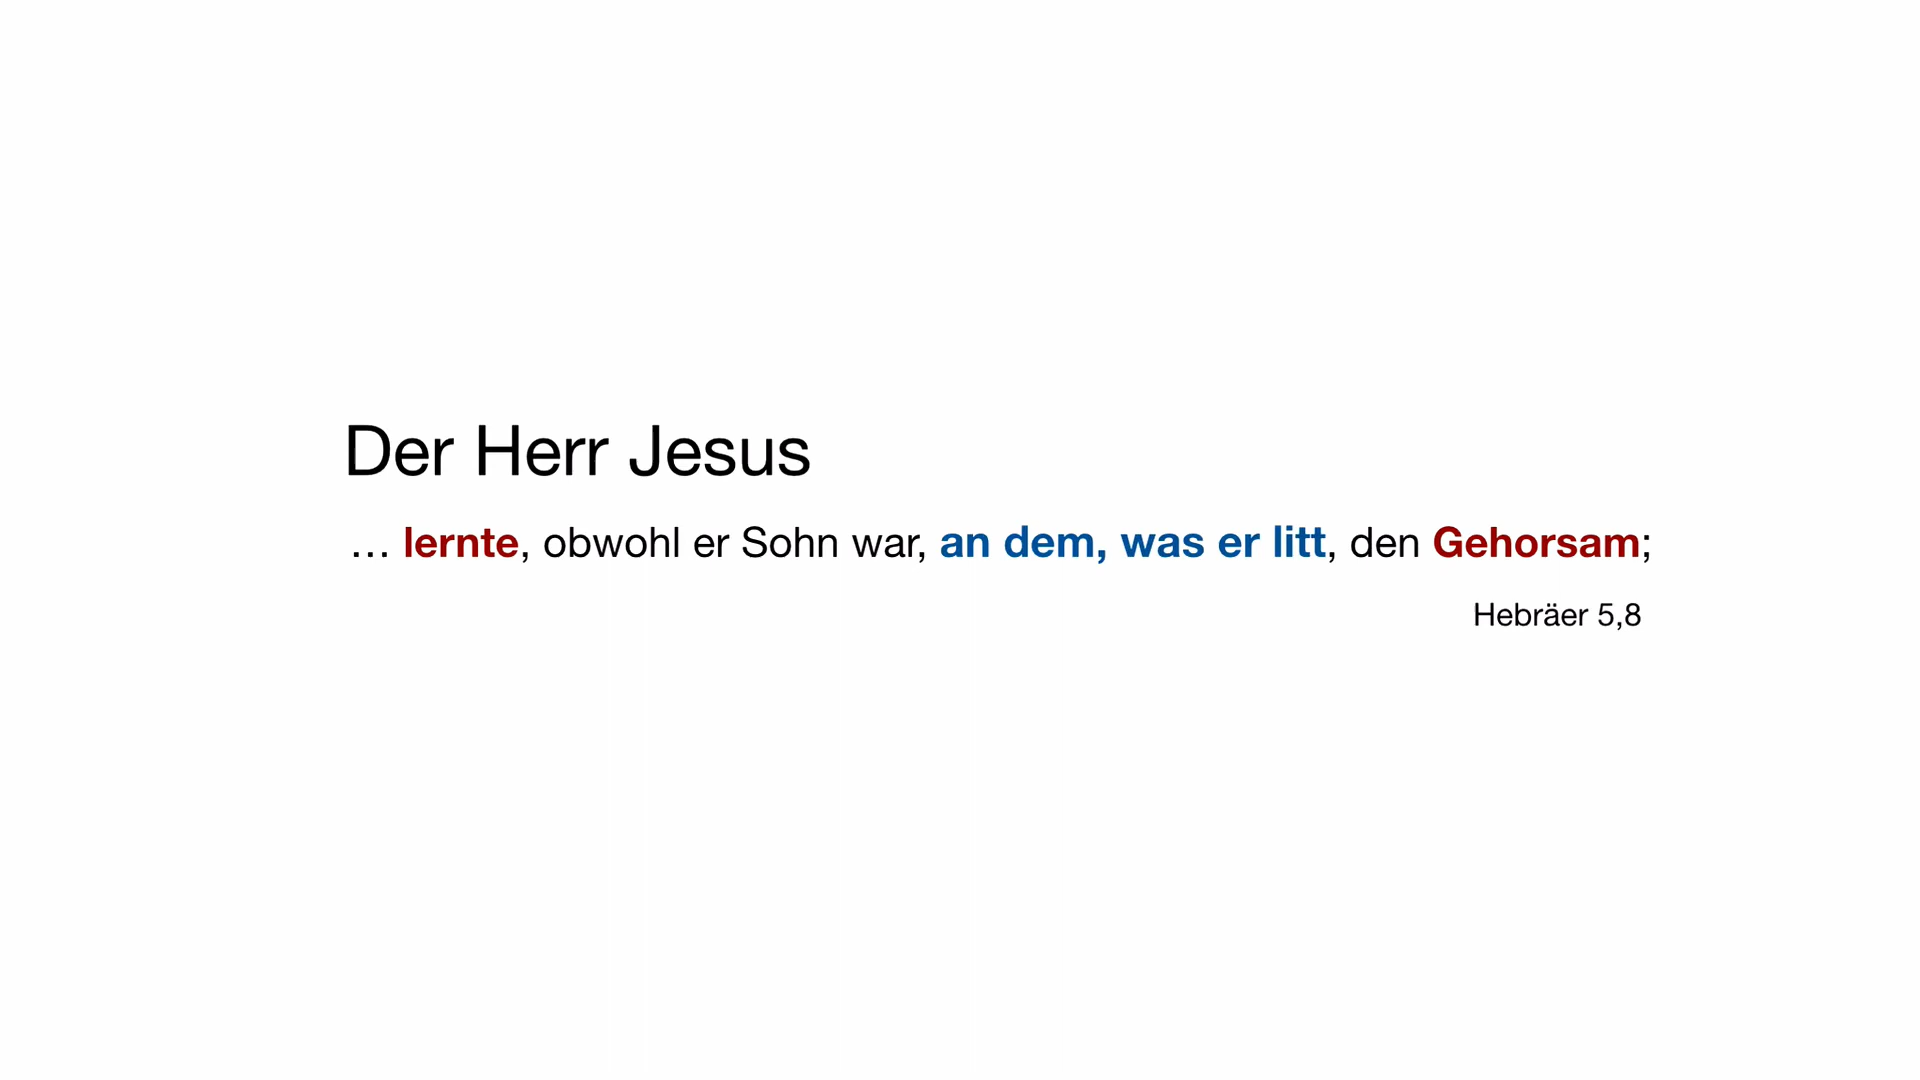 Der Herr Jesus
… lernte, obwohl er Sohn war, an dem, was er litt, den Gehorsam;
Hebräer 5,8